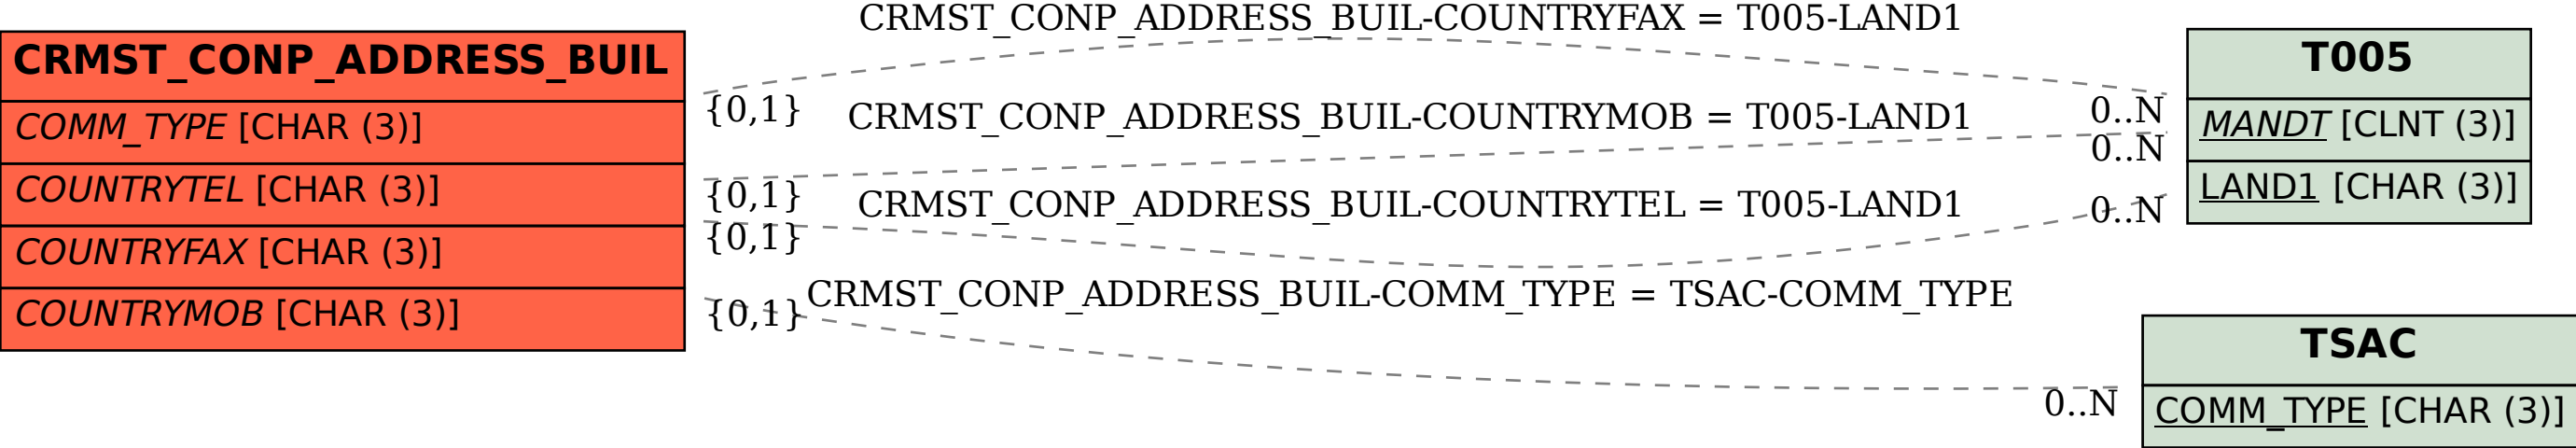 CRMST_CONP_ADDRESS_BUIL
COMM_TYPE [CHAR (3)]
COUNTRYTEL [CHAR (3)]
COUNTRYFAX [CHAR (3)]
COUNTRYMOB [CHAR (3)]
CRMST_CONP_ADDRESS_BUIL-COUNTRYFAX = T005-LAND1
{0,1}
0..N
CRMST_CONP_ADDRESS_BUIL-COUNTRYMOB = T005-LAND1
{0,1}
0..N
CRMST_CONP_ADDRESS_BUIL-COUNTRYTEL = T005-LAND1
{0,1}
0..N
CRMST_CONP_ADDRESS_BUIL-COMM_TYPE = TSAC-COMM_TYPE
{0,1}
0..N
T005
MANDT [CLNT (3)]
LAND1 [CHAR (3)]
TSAC
COMM_TYPE [CHAR (3)]